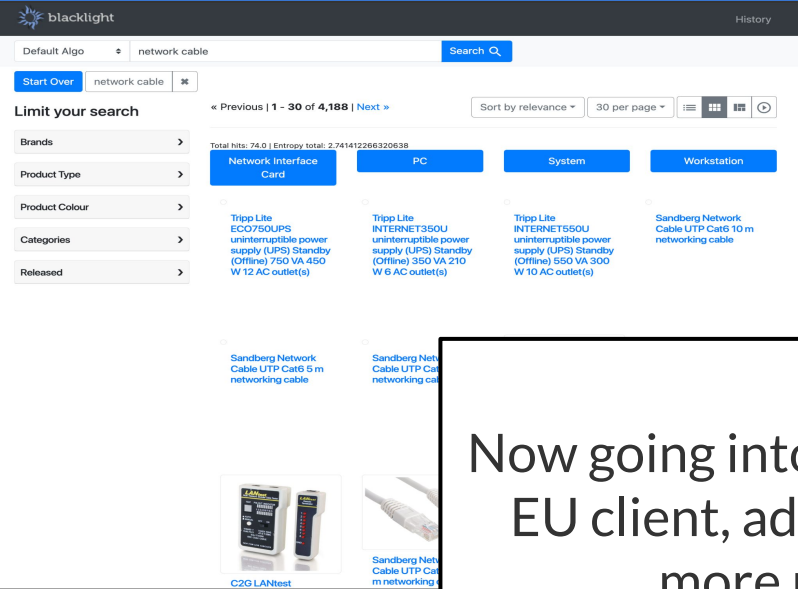 blacklight
History
Default Algo
network cable
Search
Start Over
network cable ✖
Limit your search
« Previous | 1 - 30 of 4,188 | Next »
Sort by relevance
30 per page
Brands
Product Type
Product Colour
Categories
Released
Total hits: 74.0 | Entropy total: 2.741412266320638
Network Interface
Card
PC
System
Workstation
Tripp Lite
ECO750UPS
uninterruptible power
supply (UPS) Standby
(Offline) 750 VA 450
W 12 AC outlet(s)
Tripp Lite
INTERNET350U
uninterruptible power
supply (UPS) Standby
(Offline) 350 VA 210
W 6 AC outlet(s)
Tripp Lite
INTERNET550U
uninterruptible power
supply (UPS) Standby
(Offline) 550 VA 300
W 10 AC outlet(s)
Sandberg Network
Cable UTP Cat6 10 m
networking cable
Sandberg Network
Cable UTP Cat6 5 m
networking cable
Sandberg Net
Cable UTP Cat
networking ca
C2G LANtest
Sandberg Net
Cable UTP Cat
m networking
Now going int
EU client, ad
more